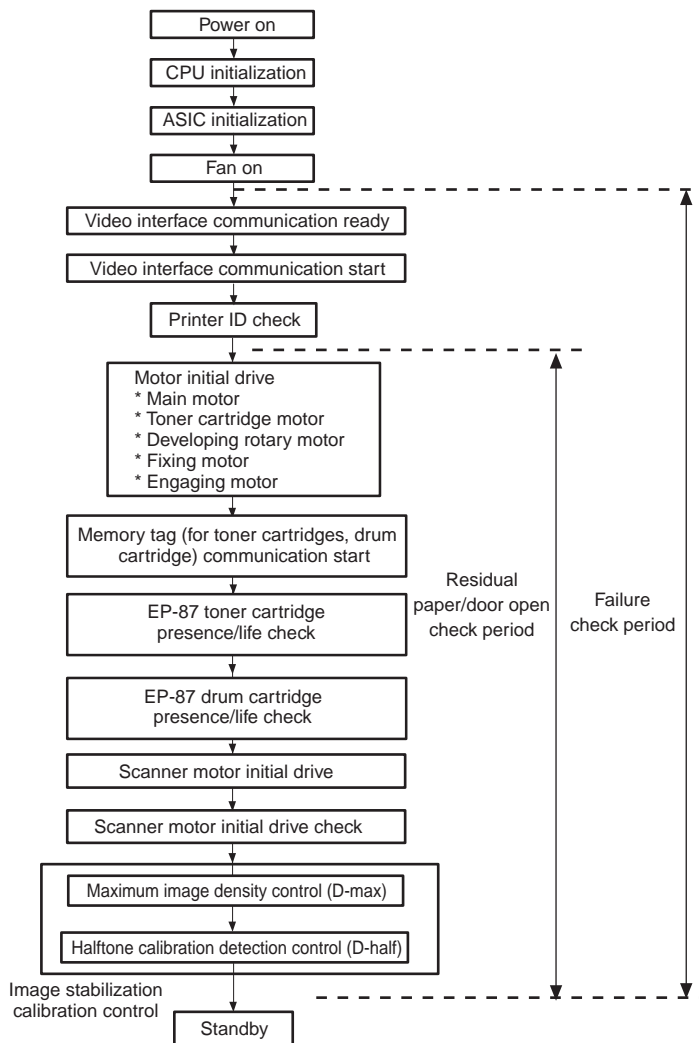 Power on
CPU initialization
ASIC initialization
Fan on
Video interface communication ready
Video interface communication start
Printer ID check
Motor initial drive
* Main motor
* Toner cartridge motor
* Developing rotary motor
* Fixing motor
* Engaging motor
Memory tag (for toner cartridges, drum
cartridge) communication start
EP-87 toner cartridge
presence/life check
EP-87 drum cartridge
presence/life check
Scanner motor initial drive
Scanner motor initial drive check
Maximum image density control (D-max)
Halftone calibration detection control (D-half)
Image stabilization
calibration control
Standby
Residual
paper/door open
check period
Failure
check period